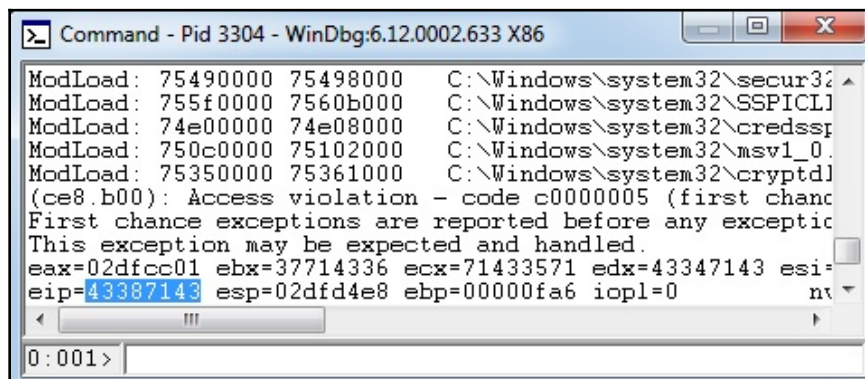 Command - Pid 3304 - WinDbg:6.12.0002.633 X86
ModLoad: 75490000 75498000 C:\Windows\system32\secur32
ModLoad: 755f0000 7560b000 C:\Windows\system32\SSPICLI
ModLoad: 74e00000 74e08000 C:\Windows\system32\credssp
ModLoad: 750c0000 75102000 C:\Windows\system32\msv1_0.
ModLoad: 75350000 75361000 C:\Windows\system32\cryptdl
(ce8.b00): Access violation - code c0000005 (first chanc
First chance exceptions are reported before any exceptio
This exception may be expected and handled.
eax=02dfcc01 ebx=37714336 ecx=71433571 edx=43347143 esi=
eip=43387143 esp=02dfd4e8 ebp=00000fa6 iopl=0 nv
0:001>